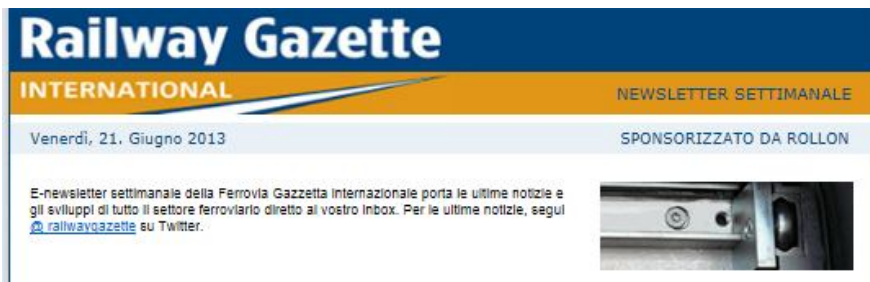 Railway Gazette
INTERNATIONAL
NEWSLETTER SETTIMANALE
Venerdì, 21. Giugno 2013
SPONSORIZZATO DA ROLLON
E-newsletter settimanale della Ferrovia Gazzetta Internazionale porta le ultime notizie e
gli sviluppi di tutto il settore ferroviario diretto al vostro inbox. Per le ultime notizie, segui
@ railwaygazette su Twitter.